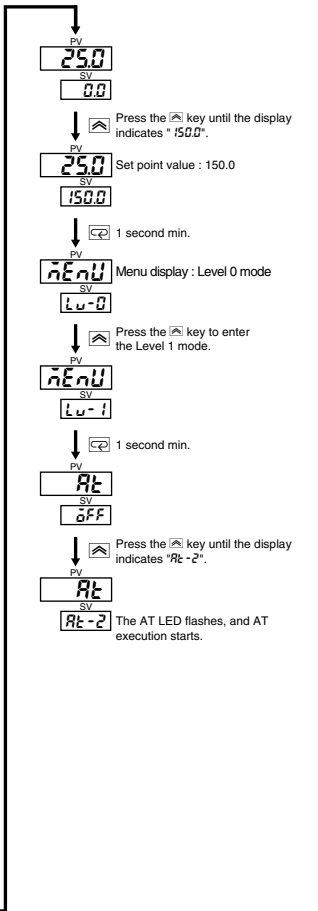 PV
25.0
SV
0.0
Press the key until the display
indicates "150.0".
PV
25.0 Set point value : 150.0
SV
150.0
1 second min.
PV
MENU Menu display : Level 0 mode
SV
Lv-0
Press the key to enter
the Level 1 mode.
PV
MENU
SV
Lv-1
1 second min.
PV
At
SV
oFF
Press the key until the display
indicates "At-2".
PV
At
SV
At-2 The AT LED flashes, and AT
execution starts.